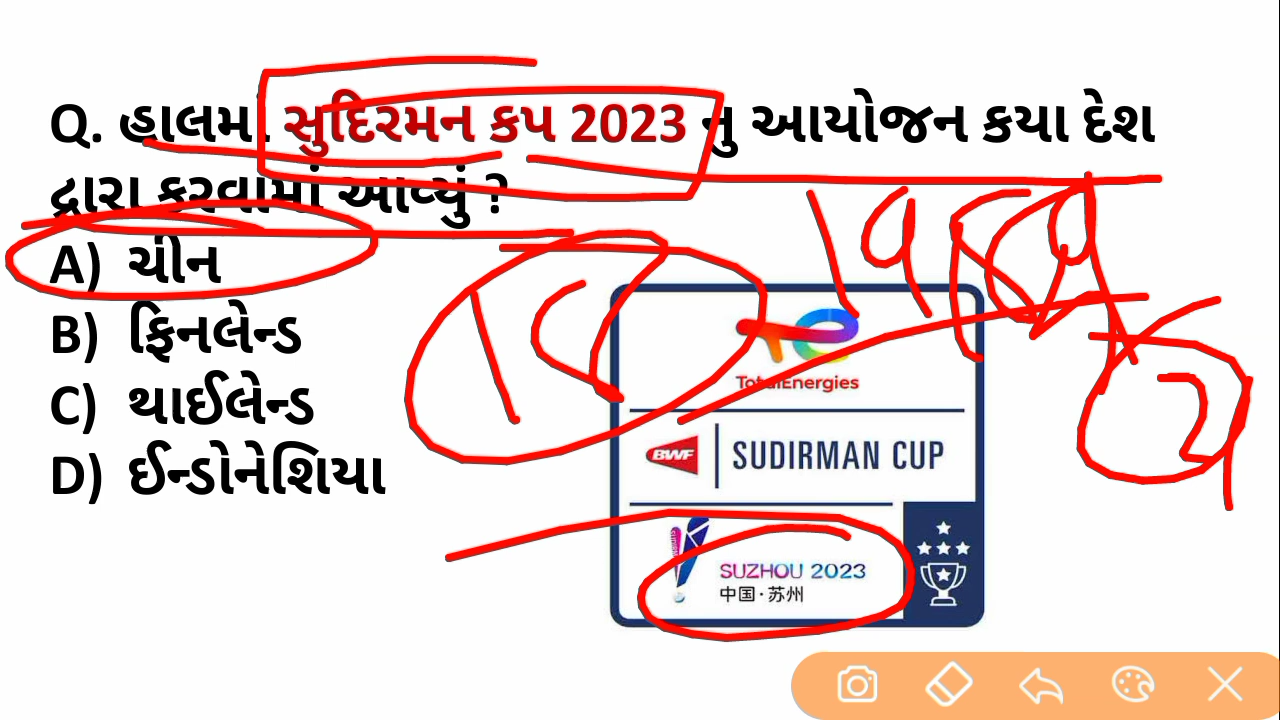 Q. હાલમાં સુદિરમન કપ 2023 નુ આયોજન કયા દેશ
દ્વારા કરવામાં આવ્યું ?
A) ચીન
B) ફિનલેન્ડ
C) થાઈલેન્ડ
D) ઈન્ડોનેશિયા
TotalEnergies
BWF SUDIRMAN CUP
SUZHOU 2023
中国·苏州
1989